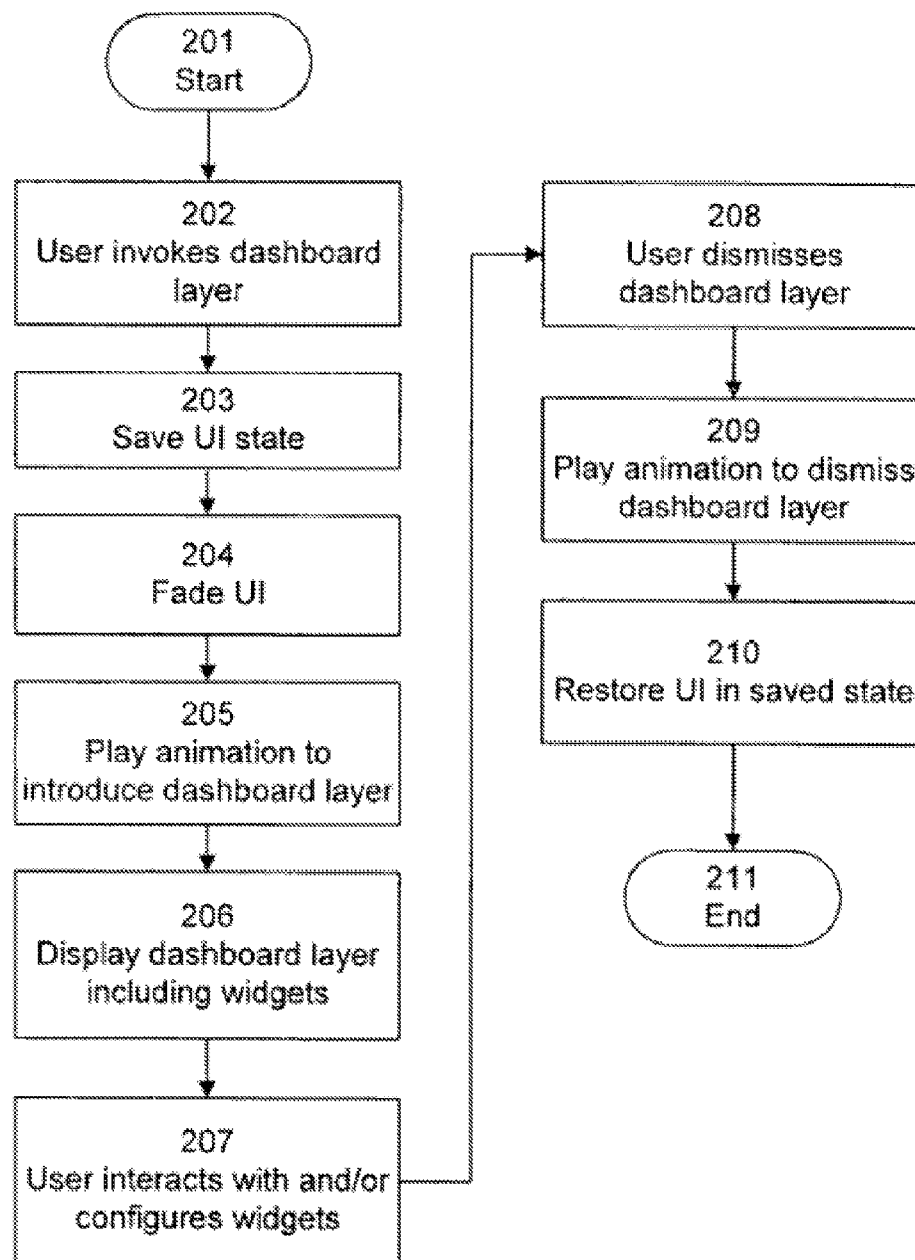 201
Start
202
User invokes dashboard
layer
203
Save UI state
204
Fade UI
205
Play animation to
introduce dashboard layer
206
Display dashboard layer
including widgets
207
User interacts with and/or
configures widgets
208
User dismisses
dashboard layer
209
Play animation to dismiss
dashboard layer
210
Restore UI in saved state
211
End